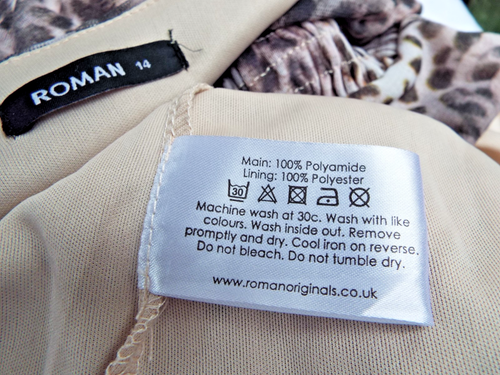 ROMAN 14
Main: 100% Polyamide
Lining: 100% Polyester
30
Machine wash at 30c. Wash with like
colours. Wash inside out. Remove
promptly and dry. Cool iron on reverse.
Do not bleach. Do not tumble dry.
www.romanoriginals.co.uk